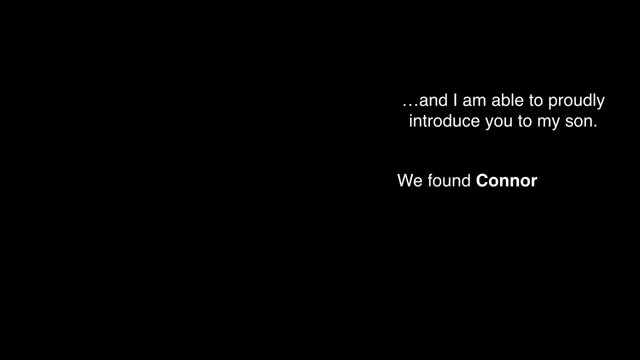 …and I am able to proudly
introduce you to my son.
We found Connor